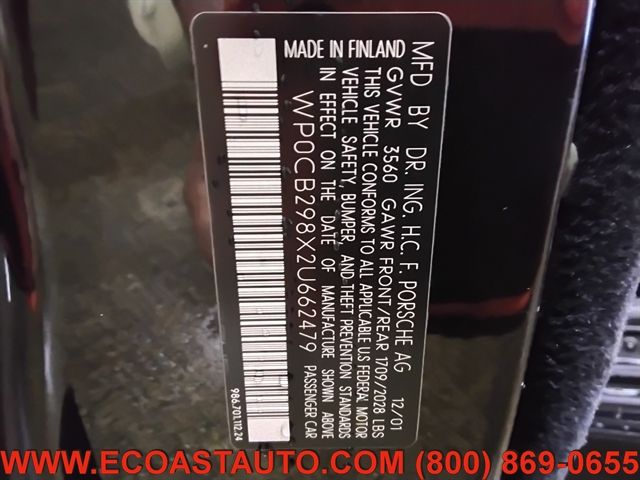 MFD BY DR. ING. H.C. F. PORSCHE AG 12/01
GVWR 3560 GAWR FRONT/REAR 1709/2028 LBS
THIS VEHICLE CONFORMS TO ALL APPLICABLE US FEDERAL MOTOR
VEHICLE SAFETY, BUMPER, AND THEFT PREVENTION STANDARDS
IN EFFECT ON THE DATE OF MANUFACTURE SHOWN ABOVE
MADE IN FINLAND
WP0CB298X2U662479 PASSENGER CAR
986.701.112.24
WWW.ECOASTAUTO.COM (800) 869-0655